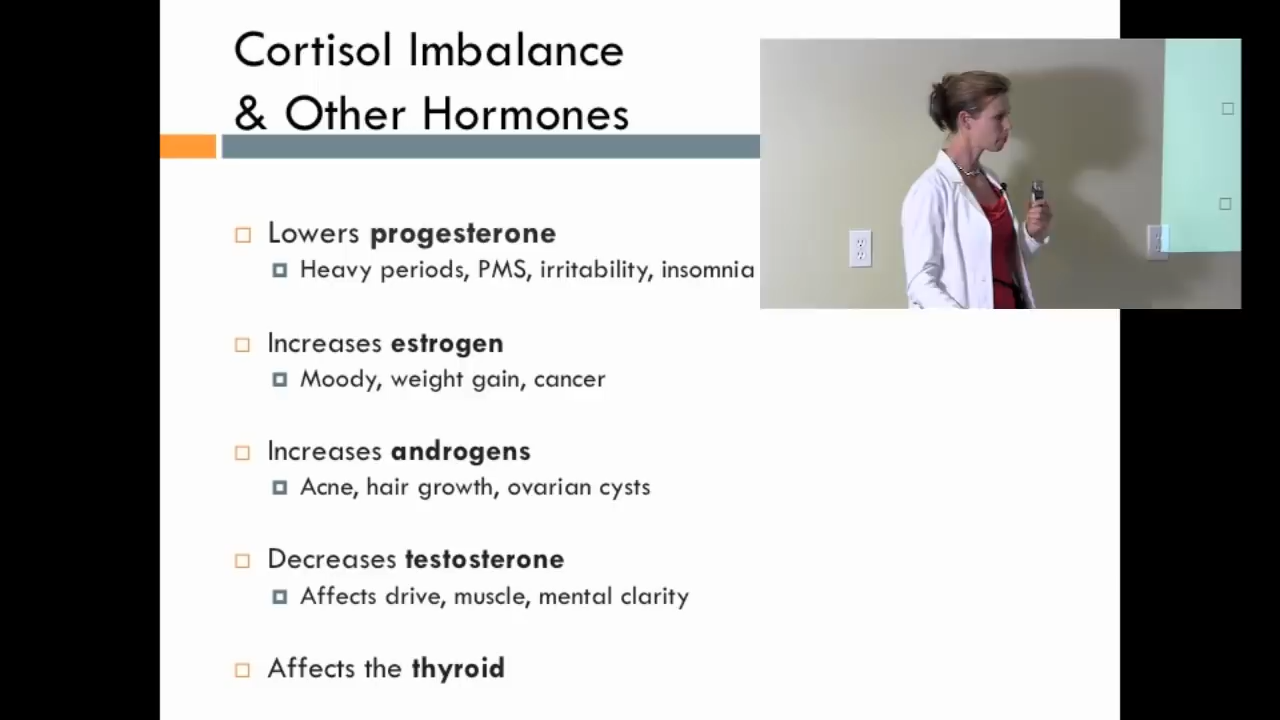 Cortisol Imbalance
& Other Hormones
Lowers progesterone
Heavy periods, PMS, irritability, insomnia
Increases estrogen
Moody, weight gain, cancer
Increases androgens
Acne, hair growth, ovarian cysts
Decreases testosterone
Affects drive, muscle, mental clarity
Affects the thyroid